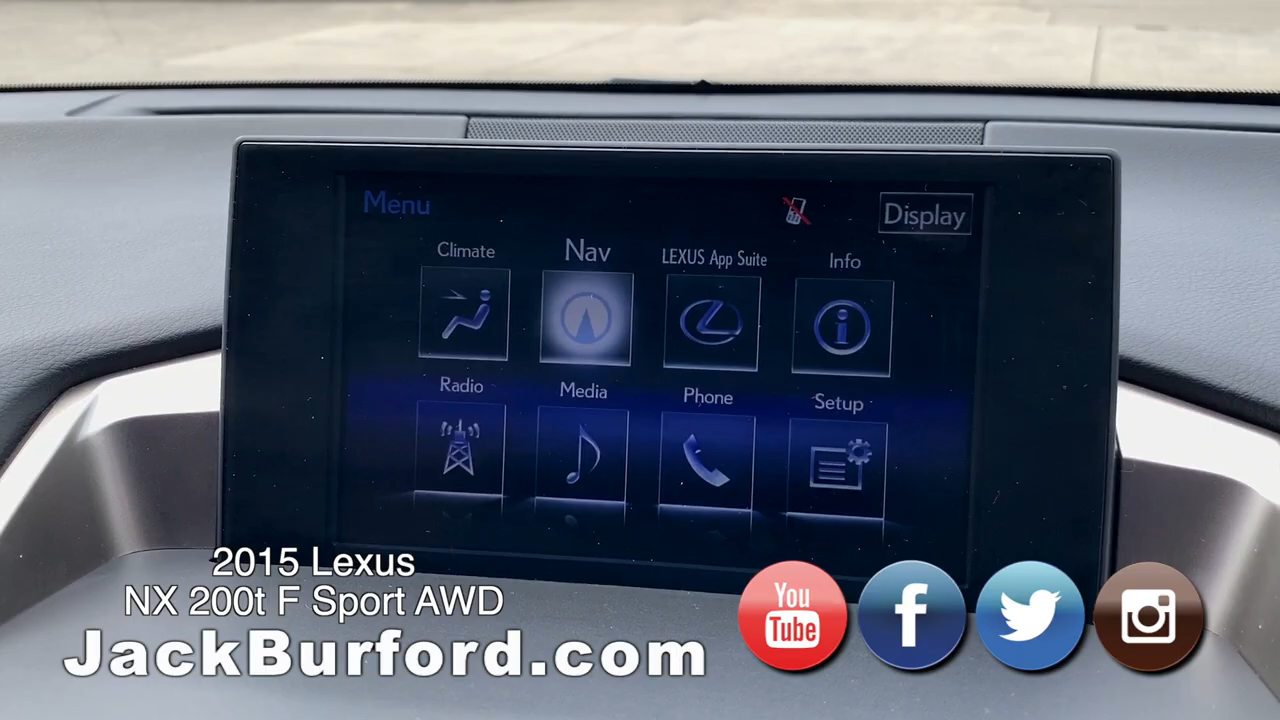 Menu
Display
Climate Nav LEXUS App Suite Info
Radio Media Phone Setup
2015 Lexus
NX 200t F Sport AWD
JackBurford.com
You
Tube
f